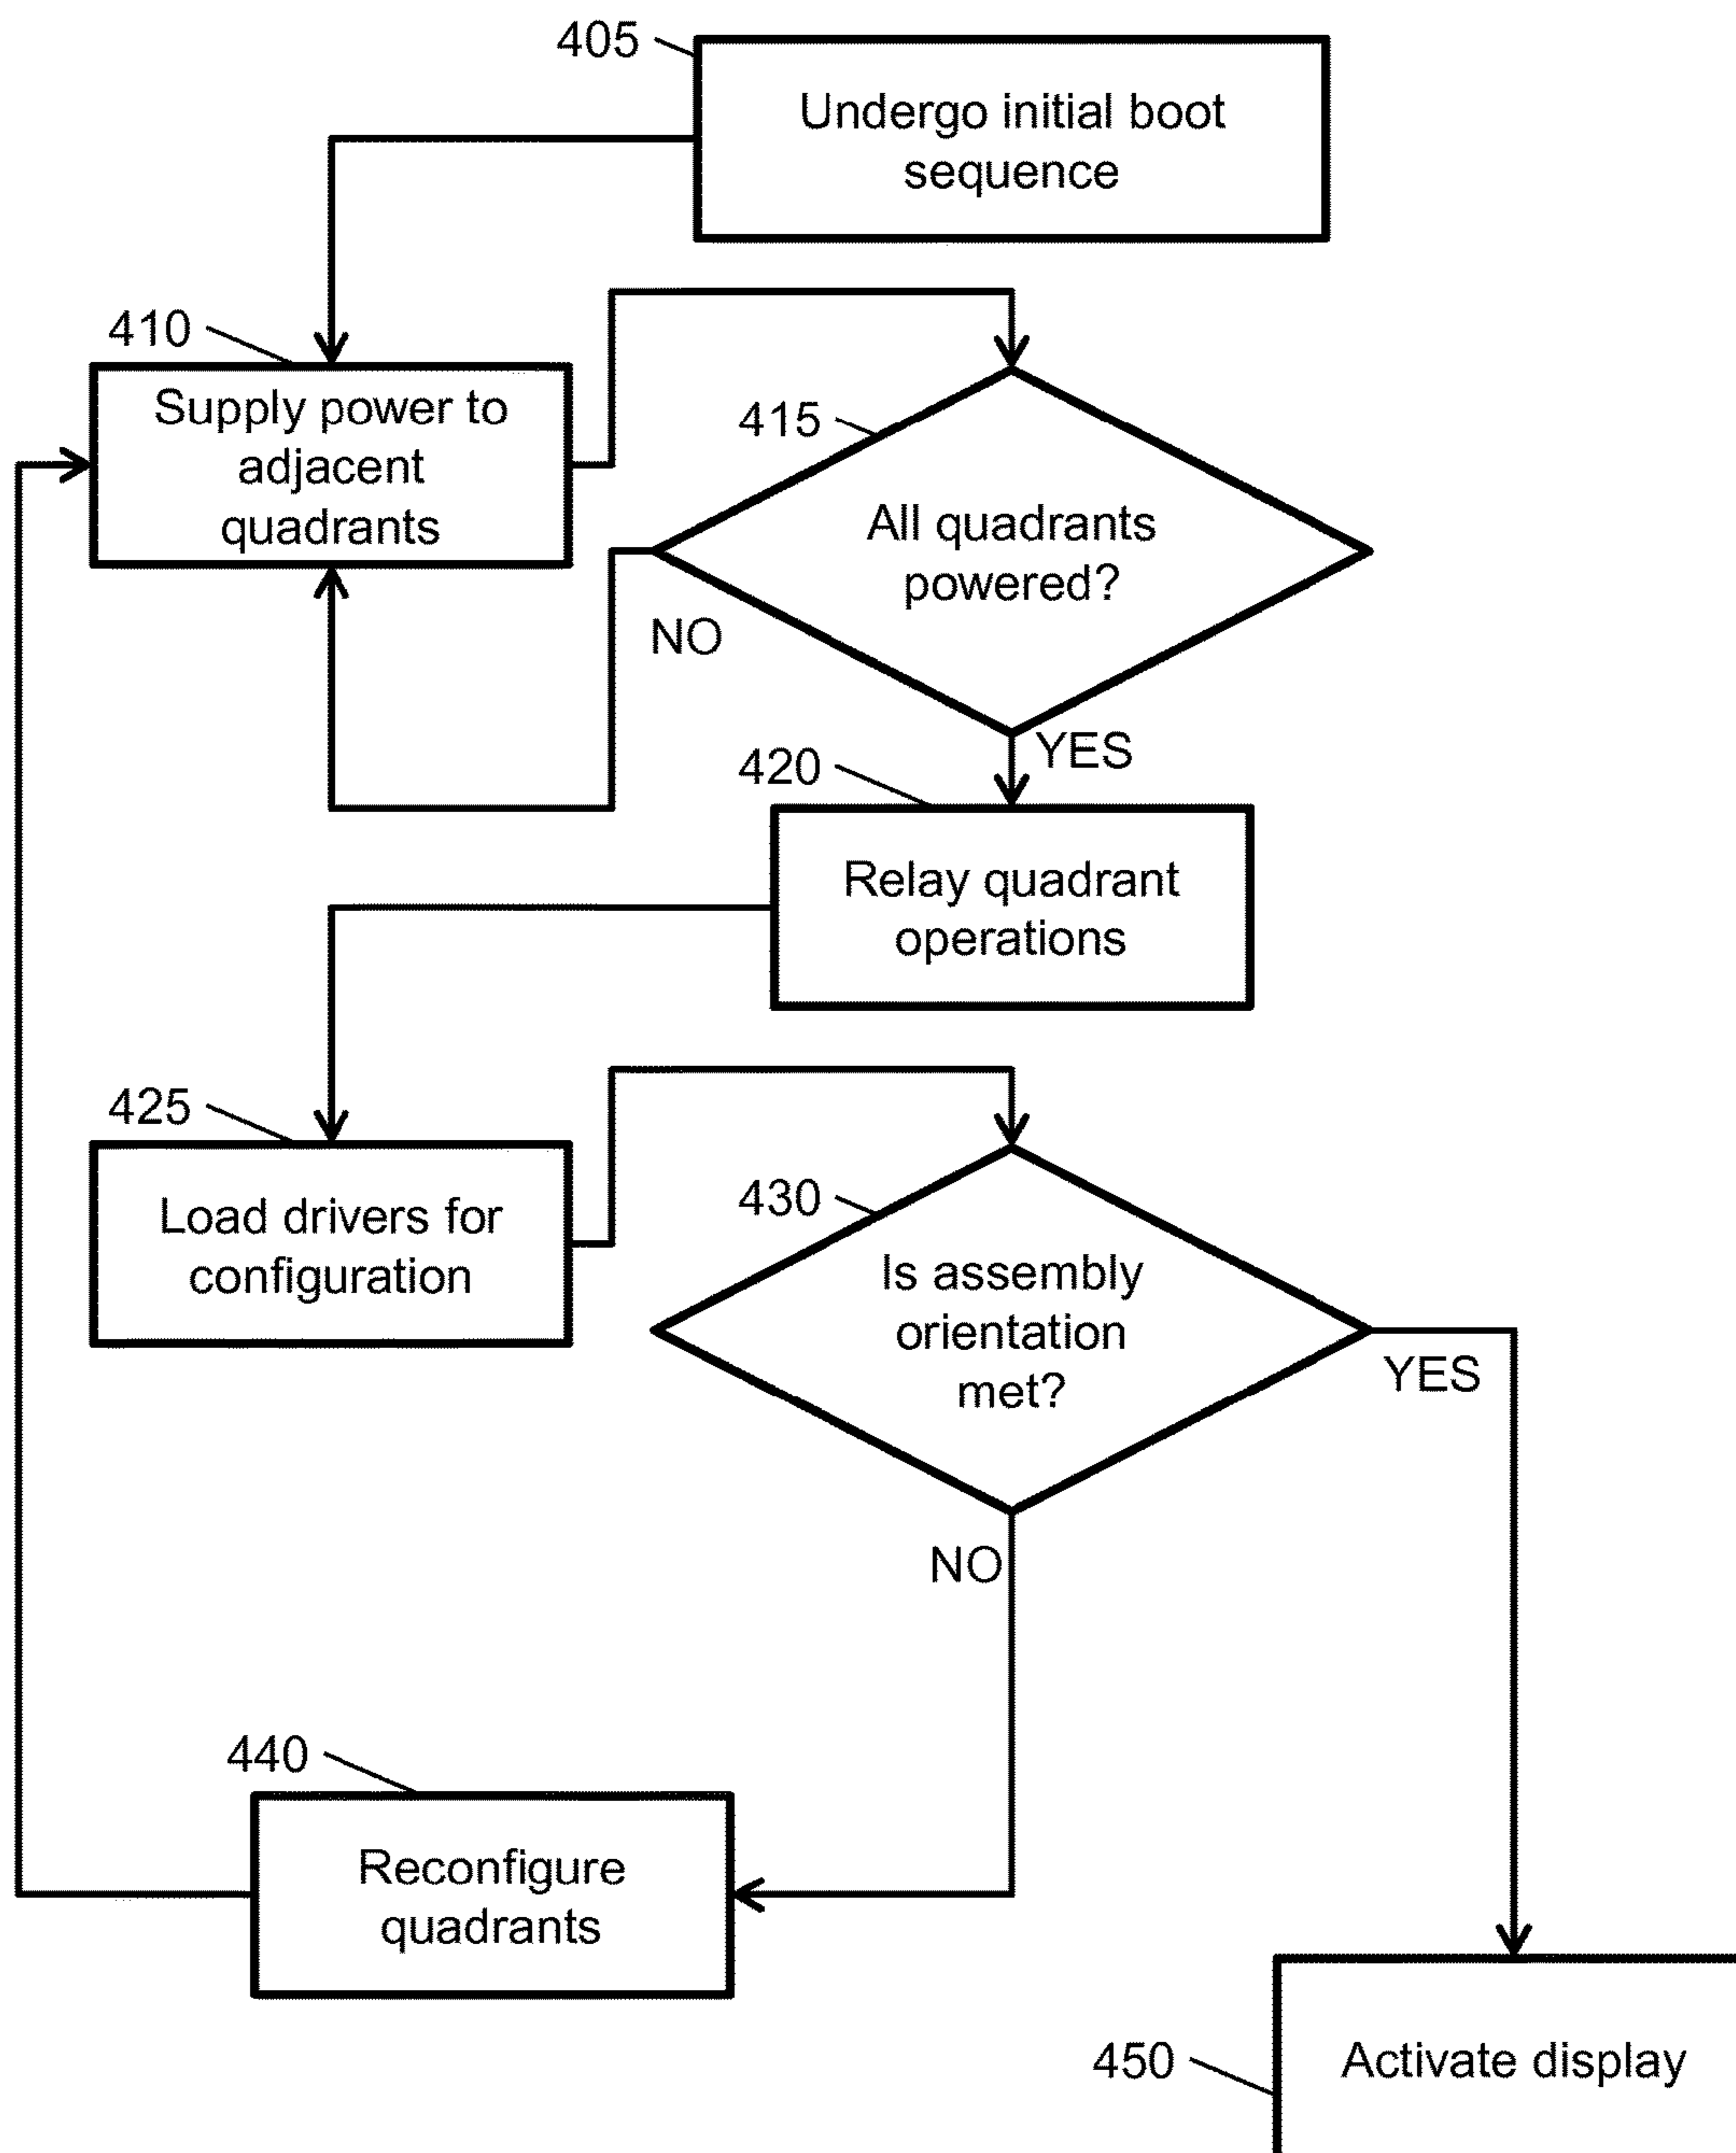 405
Undergo initial boot
sequence
410
Supply power to
adjacent
quadrants
415
All quadrants
powered?
NO
YES
420
Relay quadrant
operations
425
Load drivers for
configuration
430
Is assembly
orientation
met?
YES
NO
440
Reconfigure
quadrants
450
Activate display